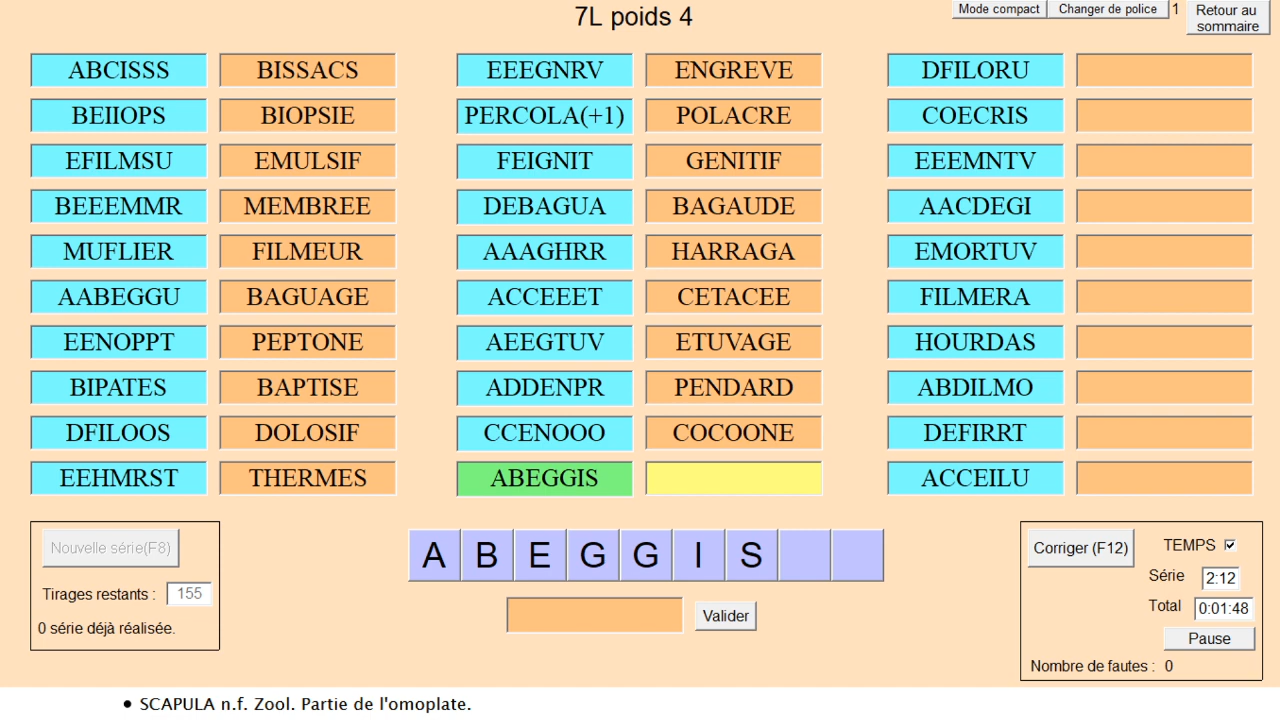 7L poids 4
Mode compact Changer de police 1 Retour au sommaire
ABCISSS BISSACS EEEGNRV ENGREVE DFILORU
BEIIOPS BIOPSIE PERCOLA(+1) POLACRE COECRIS
EFILMSU EMULSIF FEIGNIT GENITIF EEEMNTV
BEEEMMR MEMBREE DEBAGUA BAGAUDE AACDEGI
MUFLIER FILMEUR AAAGHRR HARRAGA EMORTUV
AABEGGU BAGUAGE ACCEEET CETACEE FILMERA
EENOPPT PEPTONE AEEGTUV ETUVAGE HOURDAS
BIPATES BAPTISE ADDENPR PENDARD ABDILMO
DFILOOS DOLOSIF CCENOOO COCOONE DEFIRRT
EEHMRST THERMES ABEGGIS ACCEILU
Nouvelle série(F8)
Tirages restants : 155
0 série déjà réalisée.
A B E G G I S
Valider
Corriger (F12) TEMPS
Série 2:12
Total 0:01:48
Pause
Nombre de fautes : 0
• SCAPULA n.f. Zool. Partie de l'omoplate.